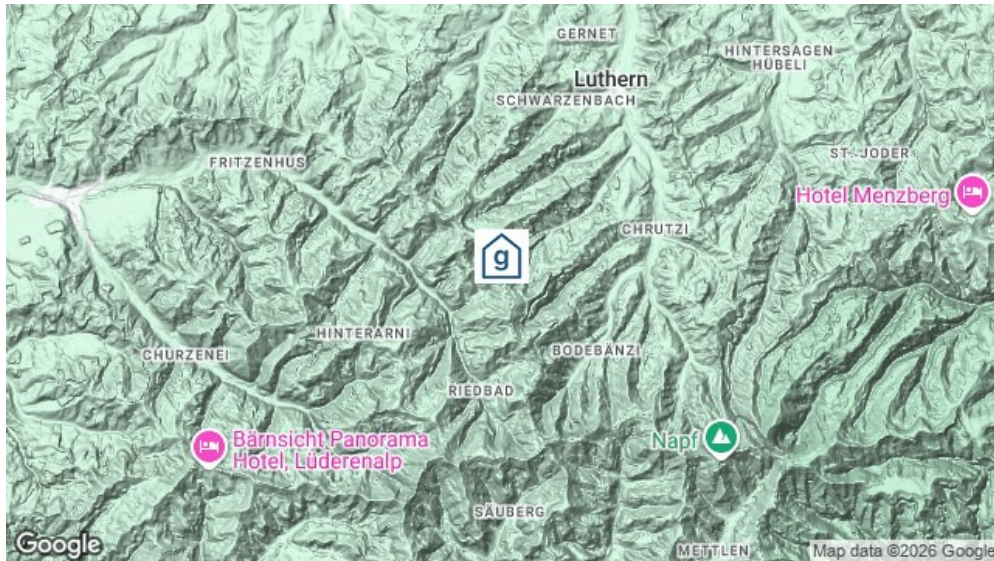 GERNET
HINTERSAGEN
HÜBELI
Luthern
SCHWARZENBACH
FRITZENHUS
ST. JODER
Hotel Menzberg
CHRUTZI
g
HINTERARNI
CHURZENEI
BODEBÄNZI
RIEDBAD
Bärnsicht Panorama
Hotel, Lüderenalp
Napf
SÄUBERG
METTLEN
Google
Map data ©2026 Google